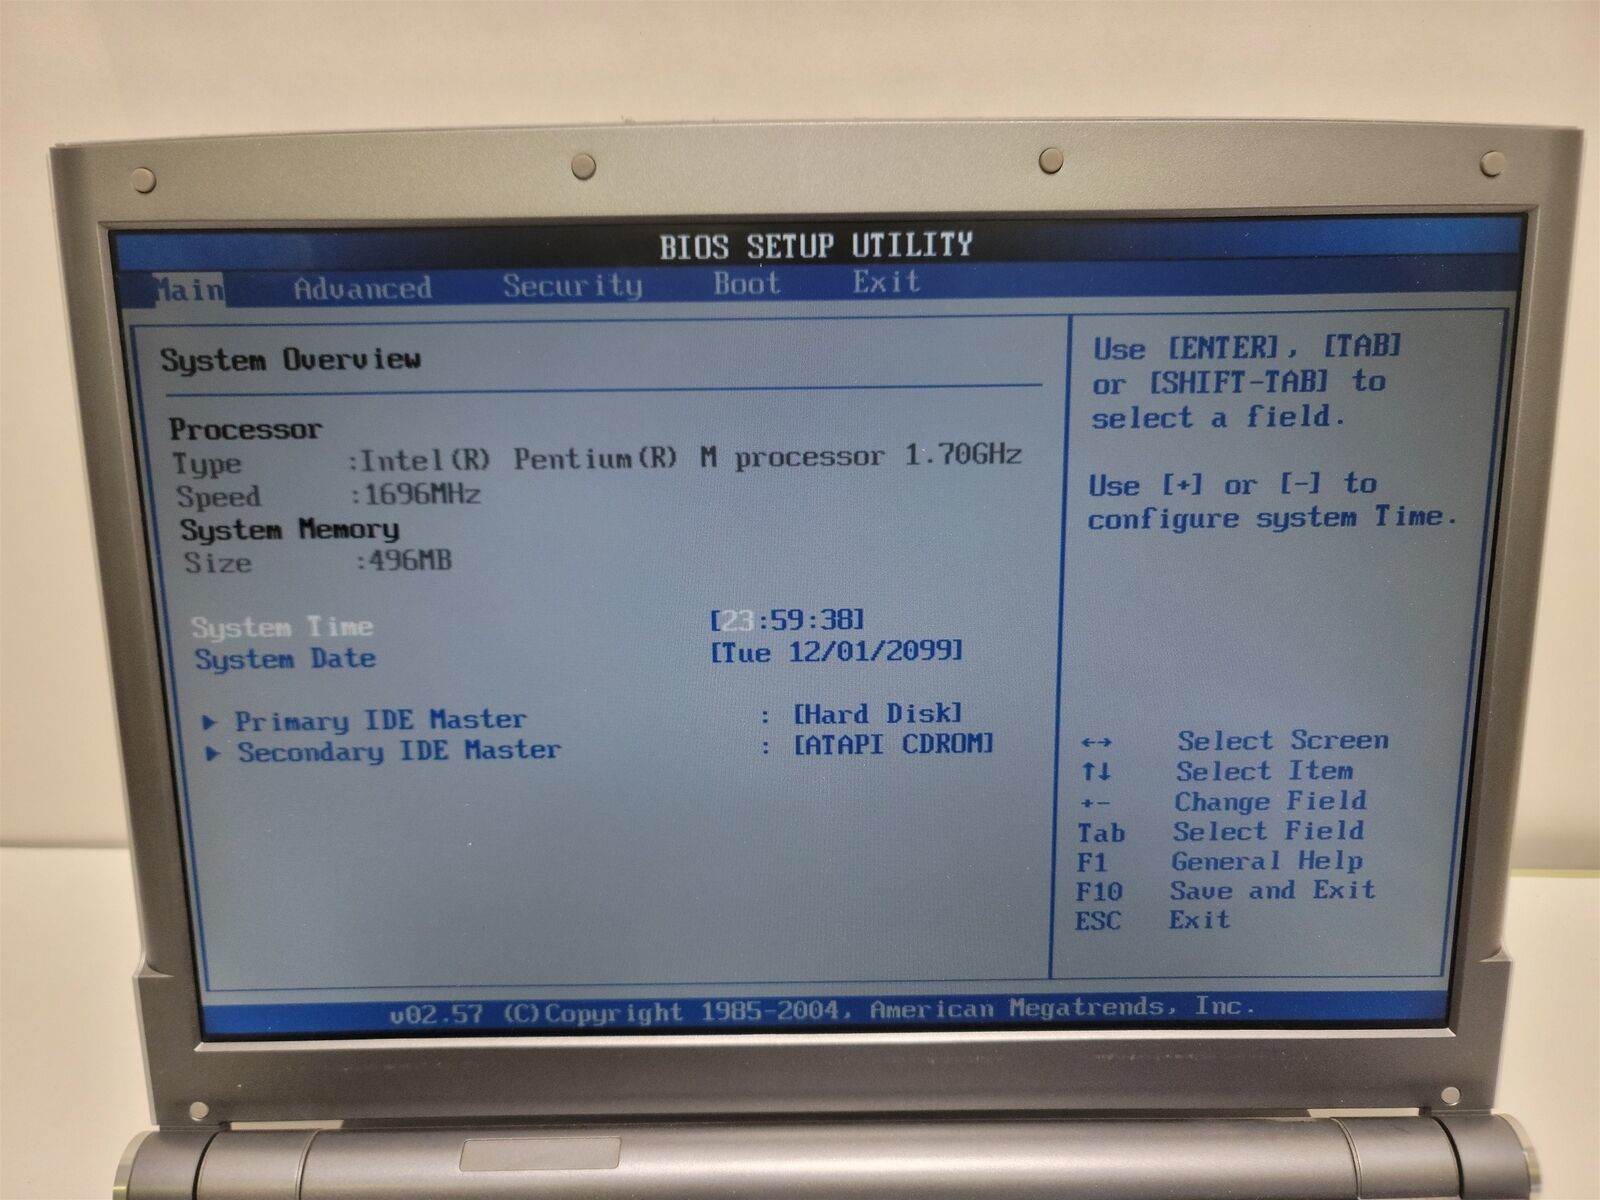 BIOS SETUP UTILITY
Main Advanced Security Boot Exit
System Overview
Processor
Type :Intel(R) Pentium(R) M processor 1.70GHz
Speed :1696MHz
System Memory
Size :496MB
System Time [23:59:38]
System Date [Tue 12/01/2099]
Primary IDE Master : [Hard Disk]
Secondary IDE Master : [ATAPI CDROM]
Use [ENTER], [TAB]
or [SHIFT-TAB] to
select a field.
Use [+] or [-] to
configure system Time.
←→ Select Screen
↑↓ Select Item
+- Change Field
Tab Select Field
F1 General Help
F10 Save and Exit
ESC Exit
v02.57 (C)Copyright 1985-2004, American Megatrends, Inc.